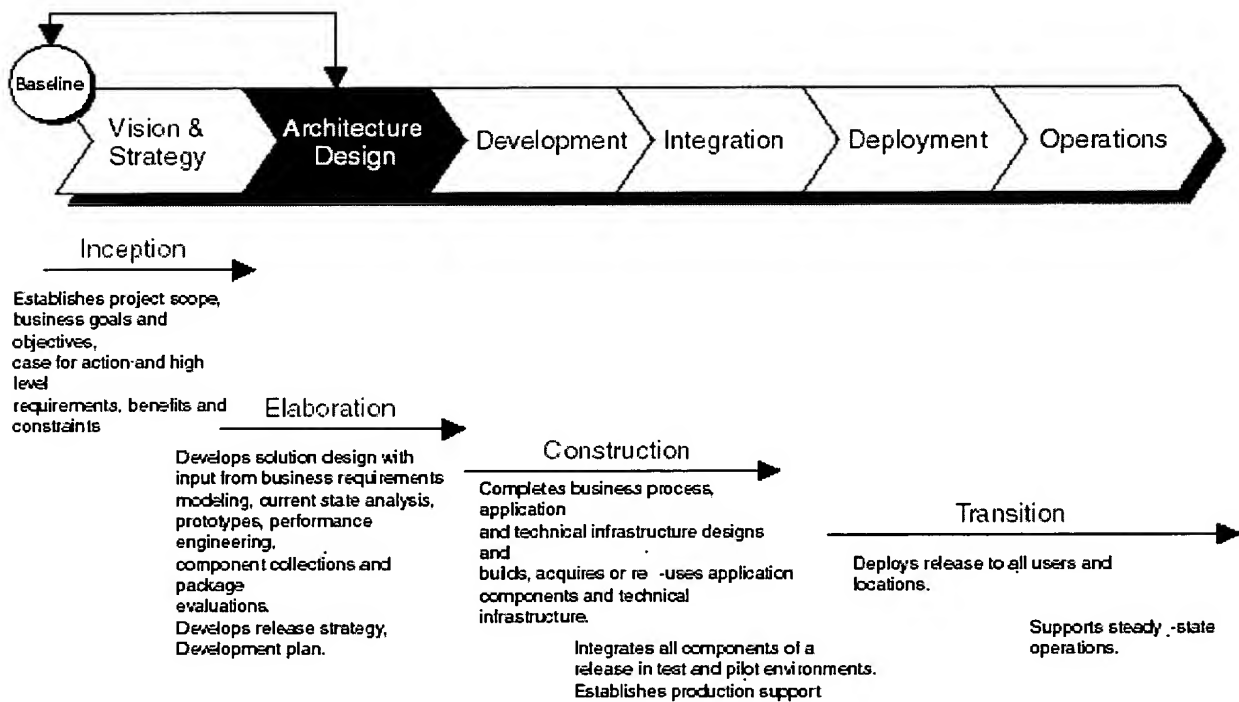 Baseline
Vision &
Strategy
Architecture
Design
Development
Integration
Deployment
Operations
Inception
Establishes project scope,
business goals and
objectives,
case for action and high
level
requirements, benefits and
constraints
Elaboration
Develops solution design with
input from business requirements
modeling, current state analysis,
prototypes, performance
engineering,
component collections and
package
evaluations.
Develops release strategy,
Development plan.
Construction
Completes business process,
application
and technical infrastructure designs
and
builds, acquires or re -uses application
components and technical
infrastructure.
Integrates all components of a
release in test and pilot environments.
Establishes production support
Transition
Deploys release to all users and
locations.
Supports steady -state
operations.